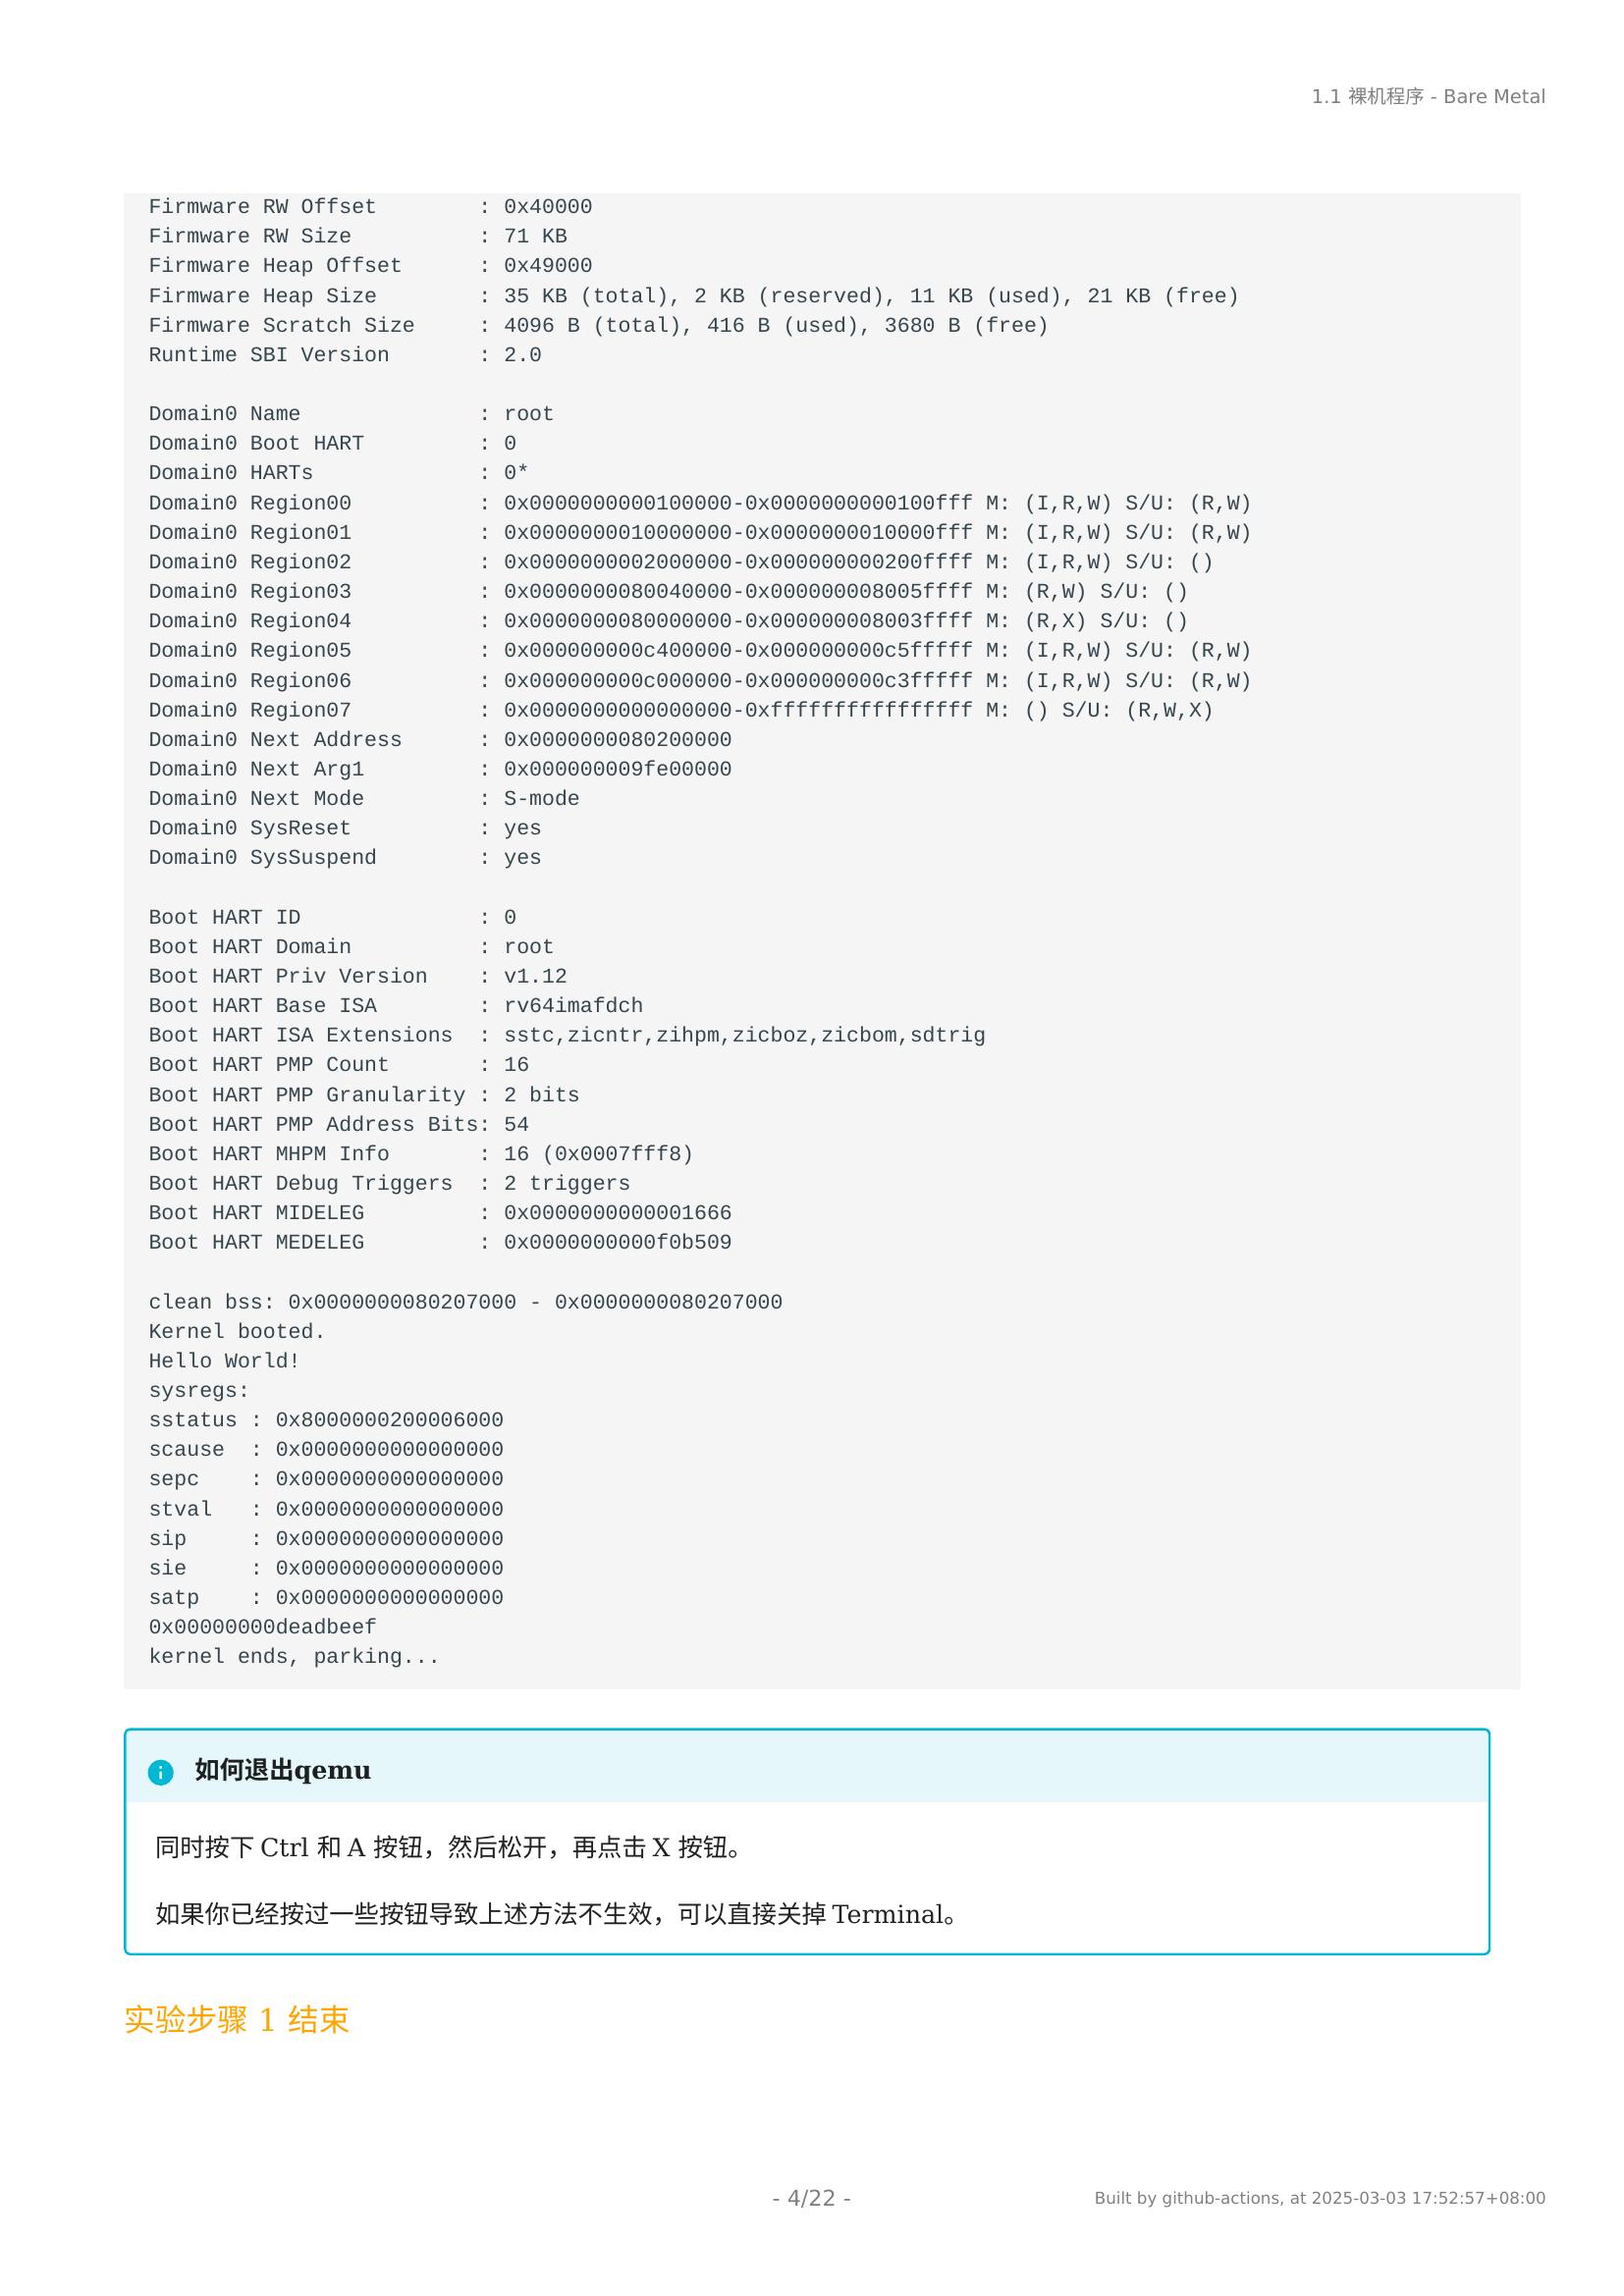 1.1 裸机程序 - Bare Metal
Firmware RW Offset        : 0x40000
Firmware RW Size          : 71 KB
Firmware Heap Offset      : 0x49000
Firmware Heap Size        : 35 KB (total), 2 KB (reserved), 11 KB (used), 21 KB (free)
Firmware Scratch Size     : 4096 B (total), 416 B (used), 3680 B (free)
Runtime SBI Version       : 2.0
Domain0 Name              : root
Domain0 Boot HART         : 0
Domain0 HARTs             : 0*
Domain0 Region00          : 0x0000000000100000-0x0000000000100fff M: (I,R,W) S/U: (R,W)
Domain0 Region01          : 0x0000000010000000-0x0000000010000fff M: (I,R,W) S/U: (R,W)
Domain0 Region02          : 0x0000000002000000-0x000000000200ffff M: (I,R,W) S/U: ()
Domain0 Region03          : 0x0000000080040000-0x000000008005ffff M: (R,W) S/U: ()
Domain0 Region04          : 0x0000000080000000-0x000000008003ffff M: (R,X) S/U: ()
Domain0 Region05          : 0x000000000c400000-0x000000000c5fffff M: (I,R,W) S/U: (R,W)
Domain0 Region06          : 0x000000000c000000-0x000000000c3fffff M: (I,R,W) S/U: (R,W)
Domain0 Region07          : 0x0000000000000000-0xffffffffffffffff M: () S/U: (R,W,X)
Domain0 Next Address      : 0x0000000080200000
Domain0 Next Arg1         : 0x000000009fe00000
Domain0 Next Mode         : S-mode
Domain0 SysReset          : yes
Domain0 SysSuspend        : yes
Boot HART ID              : 0
Boot HART Domain          : root
Boot HART Priv Version    : v1.12
Boot HART Base ISA        : rv64imafdch
Boot HART ISA Extensions  : sstc,zicntr,zihpm,zicboz,zicbom,sdtrig
Boot HART PMP Count       : 16
Boot HART PMP Granularity : 2 bits
Boot HART PMP Address Bits: 54
Boot HART MHPM Info       : 16 (0x0007fff8)
Boot HART Debug Triggers  : 2 triggers
Boot HART MIDELEG         : 0x0000000000001666
Boot HART MEDELEG         : 0x0000000000f0b509
clean bss: 0x0000000080207000 - 0x0000000080207000
Kernel booted.
Hello World!
sysregs:
sstatus : 0x8000000200006000
scause  : 0x0000000000000000
sepc    : 0x0000000000000000
stval   : 0x0000000000000000
sip     : 0x0000000000000000
sie     : 0x0000000000000000
satp    : 0x0000000000000000
0x00000000deadbeef
kernel ends, parking...
如何退出qemu
同时按下 Ctrl 和 A 按钮，然后松开，再点击 X 按钮。
如果你已经按过一些按钮导致上述方法不生效，可以直接关掉 Terminal。
实验步骤 1 结束
- 4/22 -
Built by github-actions, at 2025-03-03 17:52:57+08:00